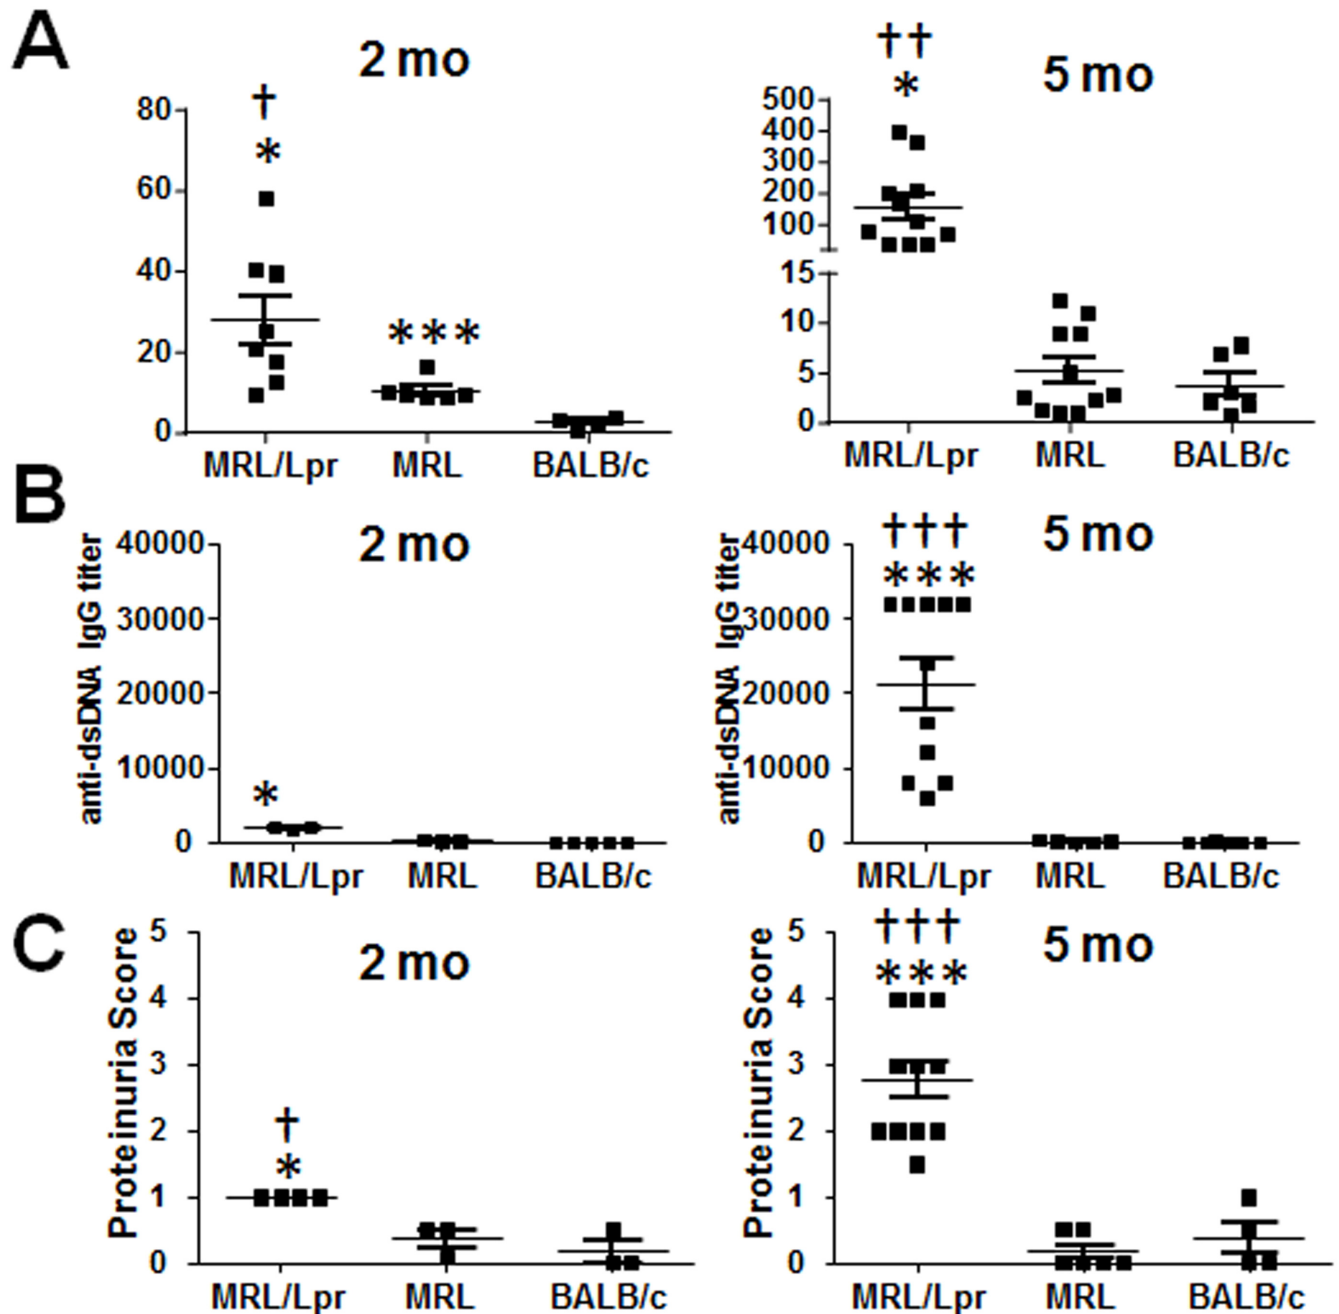 A
2 mo
†
*
80
60
40
20
0
***
MRL/Lpr MRL BALB/c
††
*
5 mo
500
400
300
200
100
15
10
5
0
MRL/Lpr MRL BALB/c
B
2 mo
anti-dsDNA IgG titer
40000
30000
20000
10000
0
*
MRL/Lpr MRL BALB/c
†††
***
5 mo
anti-dsDNA IgG titer
40000
30000
20000
10000
0
MRL/Lpr MRL BALB/c
C
2 mo
Proteinuria Score
5
4
3
2
1
0
†
*
MRL/Lpr MRL BALB/c
†††
***
5 mo
Proteinuria Score
5
4
3
2
1
0
MRL/Lpr MRL BALB/c